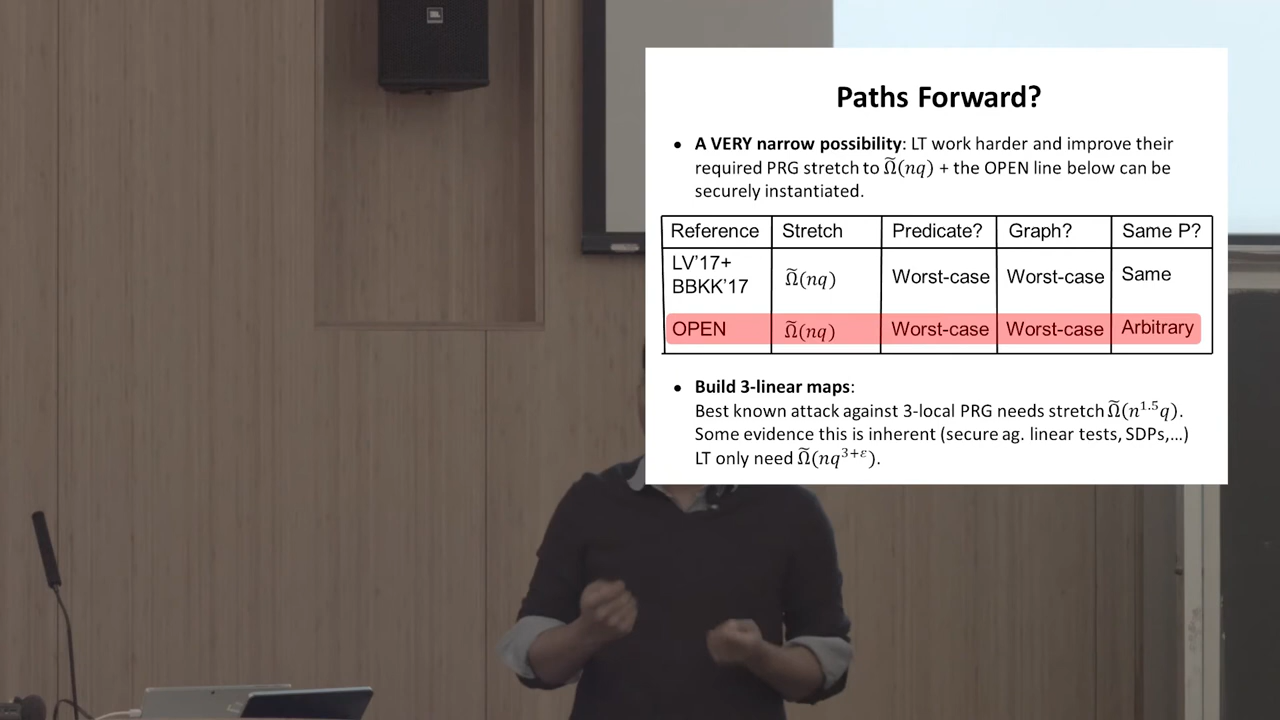 JBL
Paths Forward?
• A VERY narrow possibility: LT work harder and improve their
required PRG stretch to Ω̃(nq) + the OPEN line below can be
securely instantiated.
Reference Stretch Predicate? Graph? Same P?
LV'17+
BBKK'17 Ω̃(nq) Worst-case Worst-case Same
OPEN Ω̃(nq) Worst-case Worst-case Arbitrary
• Build 3-linear maps:
Best known attack against 3-local PRG needs stretch Ω̃(n^1.5 q).
Some evidence this is inherent (secure ag. linear tests, SDPs,...)
LT only need Ω̃(nq^3+ε).